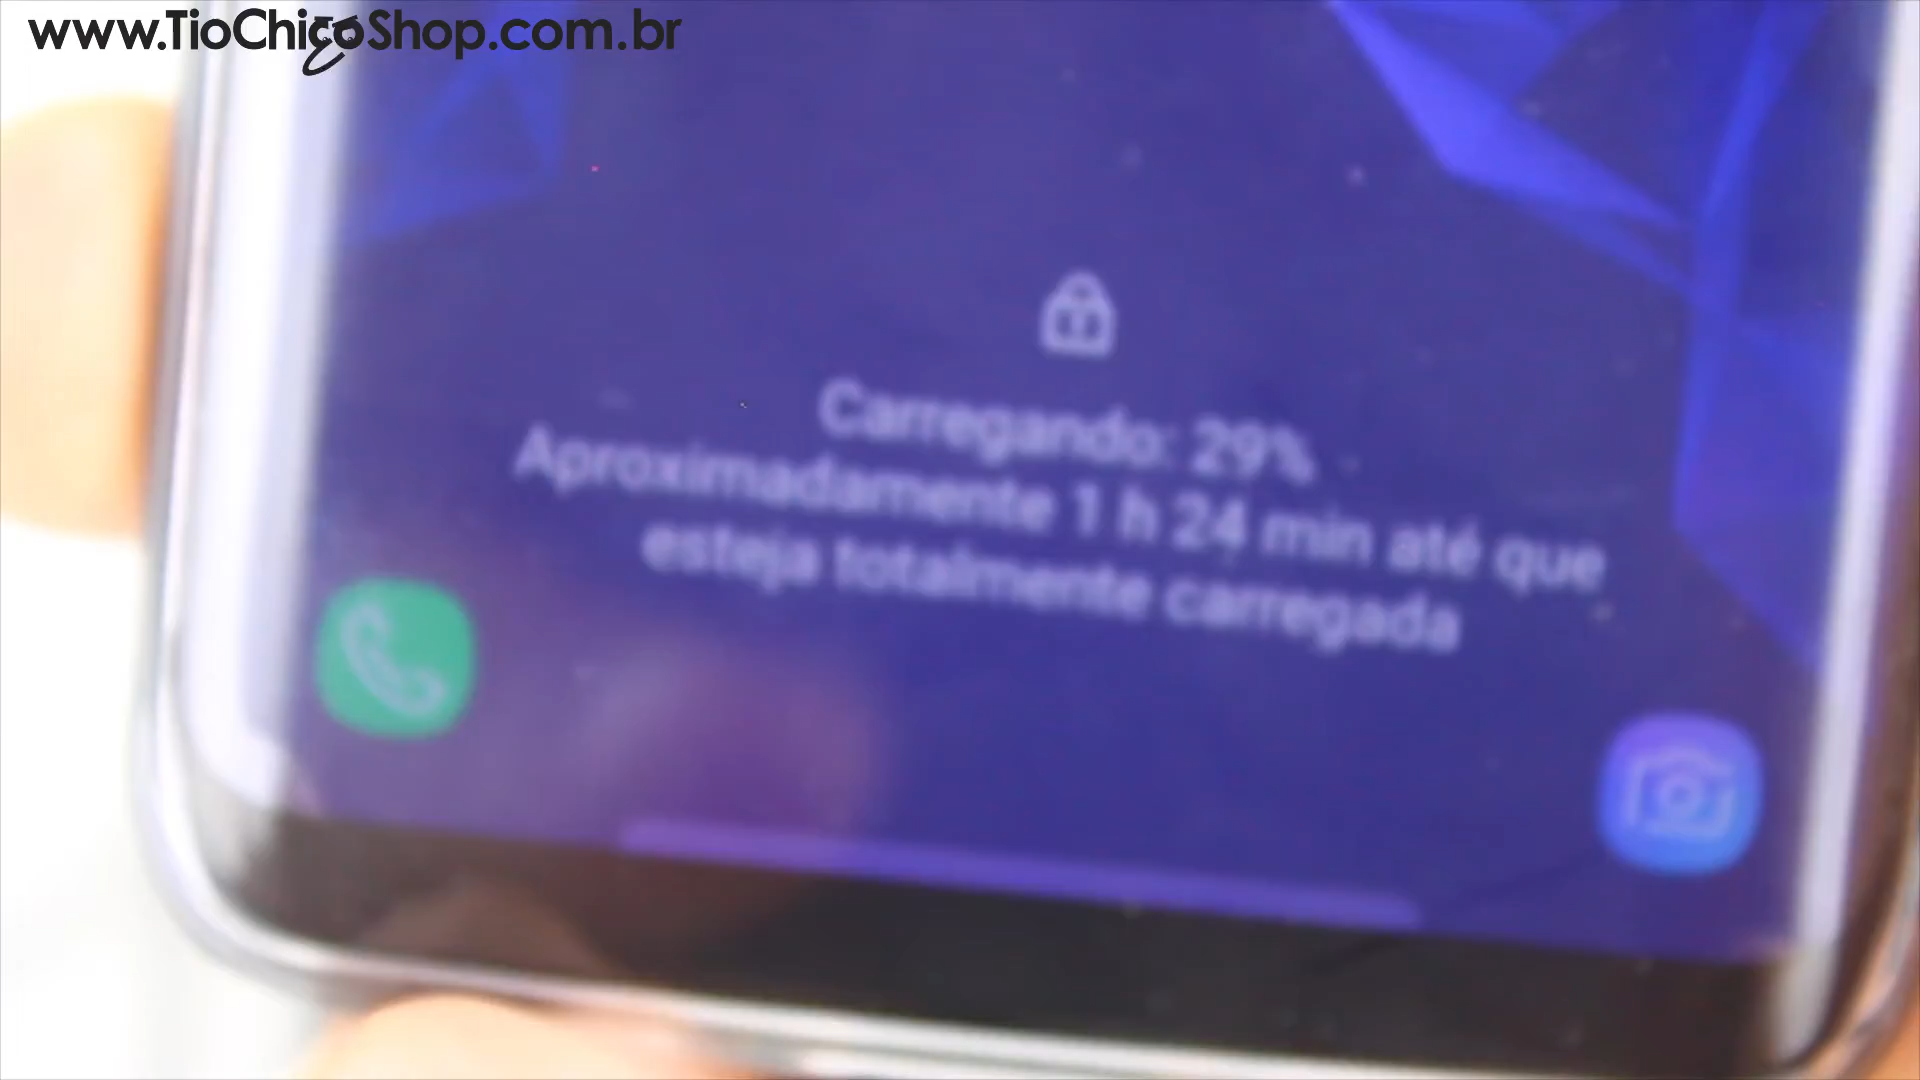 www.TioChicoShop.com.br
Carregando: 29%
Aproximadamente 1 h 24 min até que
esteja totalmente carregada